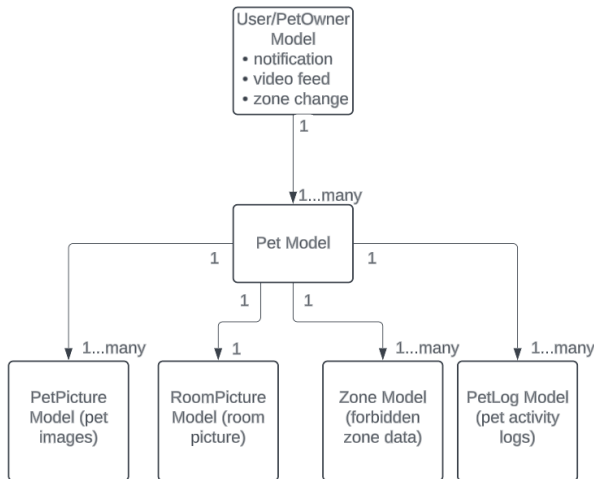 User/PetOwner
Model
• notification
• video feed
• zone change
1
1...many
Pet Model
1
1
1
1
1...many
1
1...many
1...many
PetPicture
Model (pet
images)
RoomPicture
Model (room
picture)
Zone Model
(forbidden
zone data)
PetLog Model
(pet activity
logs)